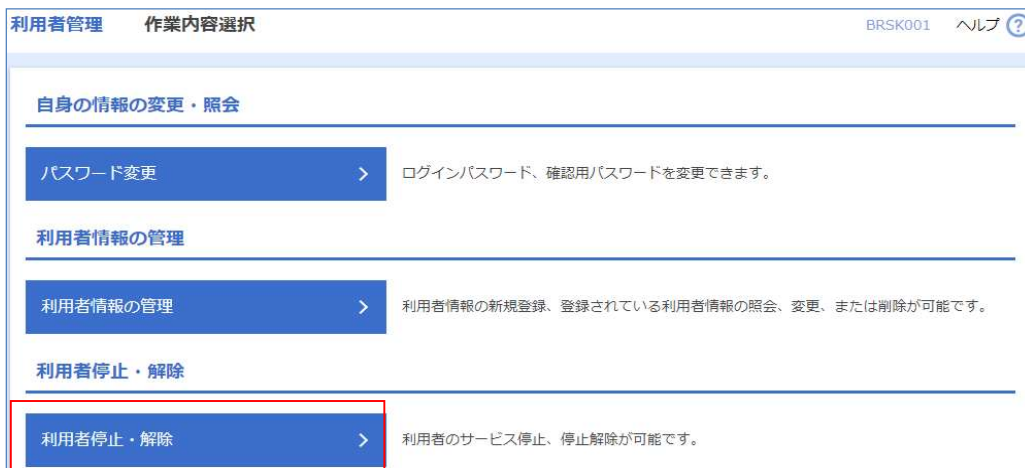 利用者管理 作業内容選択 BRSK001 ヘルプ ?
自身の情報の変更・照会
パスワード変更 ログインパスワード、確認用パスワードを変更できます。
利用者情報の管理
利用者情報の管理 利用者情報の新規登録、登録されている利用者情報の照会、変更、または削除が可能です。
利用者停止・解除
利用者停止・解除 利用者のサービス停止、停止解除が可能です。